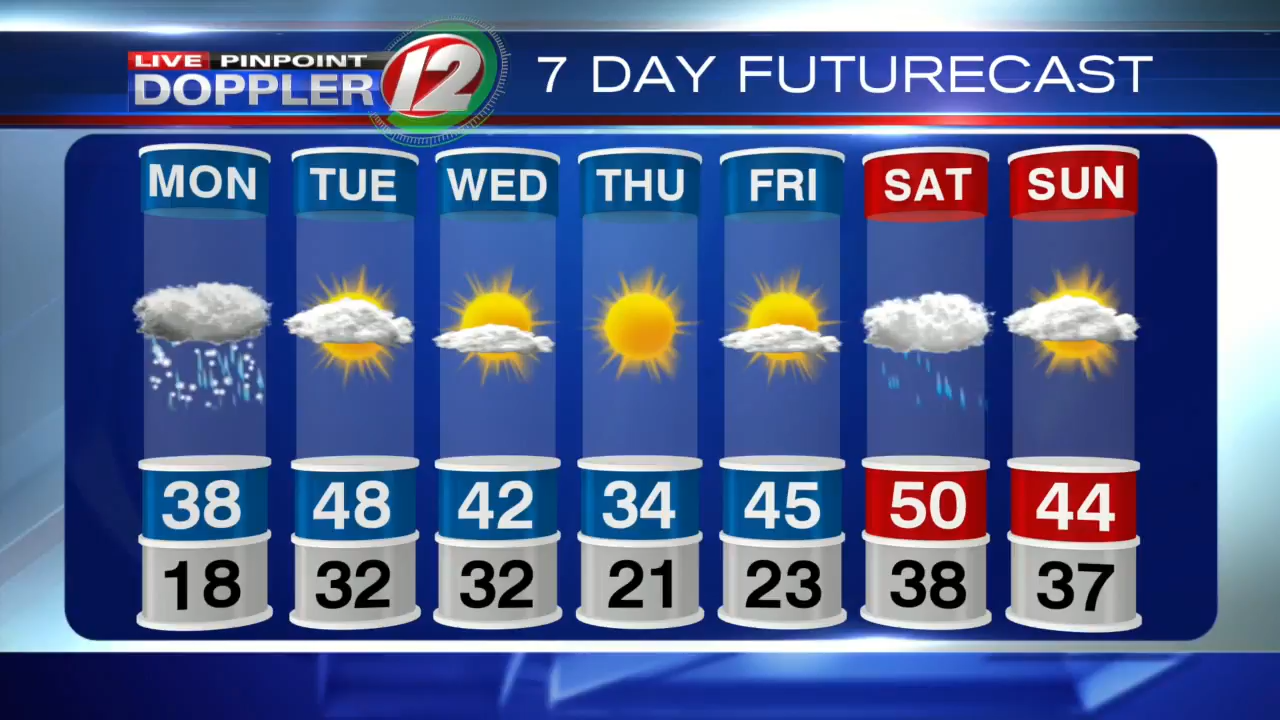 LIVE PINPOINT
DOPPLER 12
7 DAY FUTURECAST
MON TUE WED THU FRI SAT SUN
38 48 42 34 45 50 44
18 32 32 21 23 38 37